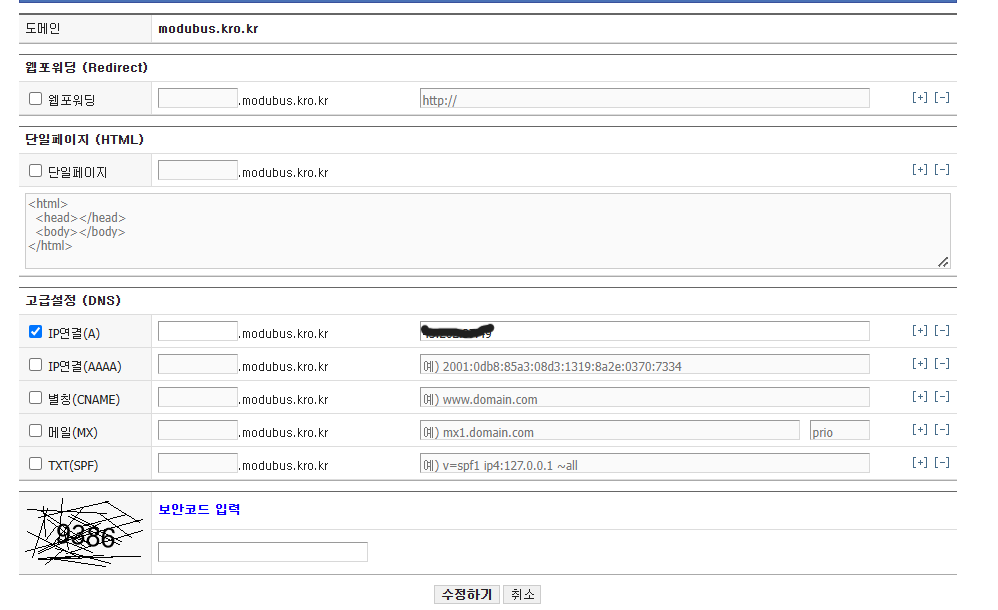 도메인 modubus.kro.kr
웹포워딩 (Redirect)
웹포워딩 .modubus.kro.kr http:// [+] [-]
단일페이지 (HTML)
단일페이지 .modubus.kro.kr [+] [-]
<html>
<head></head>
<body></body>
</html>
고급설정 (DNS)
IP연결(A) .modubus.kro.kr [+] [-]
IP연결(AAAA) .modubus.kro.kr 예) 2001:0db8:85a3:08d3:1319:8a2e:0370:7334 [+] [-]
별칭(CNAME) .modubus.kro.kr 예) www.domain.com [+] [-]
메일(MX) .modubus.kro.kr 예) mx1.domain.com prio [+] [-]
TXT(SPF) .modubus.kro.kr 예) v=spf1 ip4:127.0.0.1 ~all [+] [-]
9386 보안코드 입력
수정하기 취소